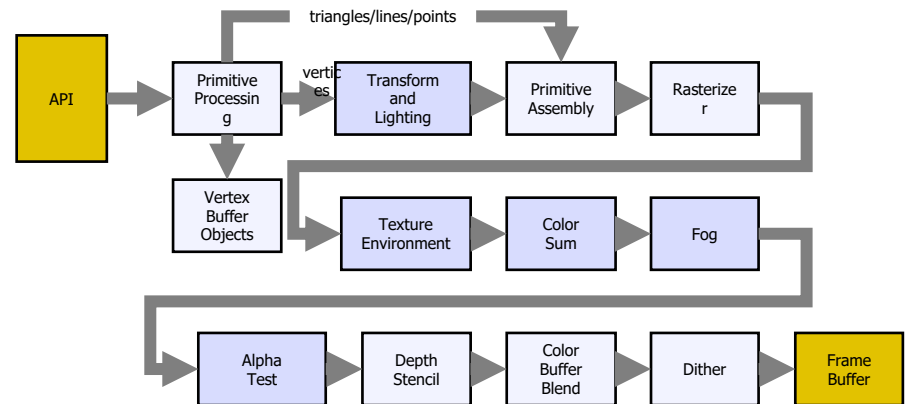 triangles/lines/points
API
Primitive
Processin
g
vertic
es
Transform
and
Lighting
Primitive
Assembly
Rasterize
r
Vertex
Buffer
Objects
Texture
Environment
Color
Sum
Fog
Alpha
Test
Depth
Stencil
Color
Buffer
Blend
Dither
Frame
Buffer